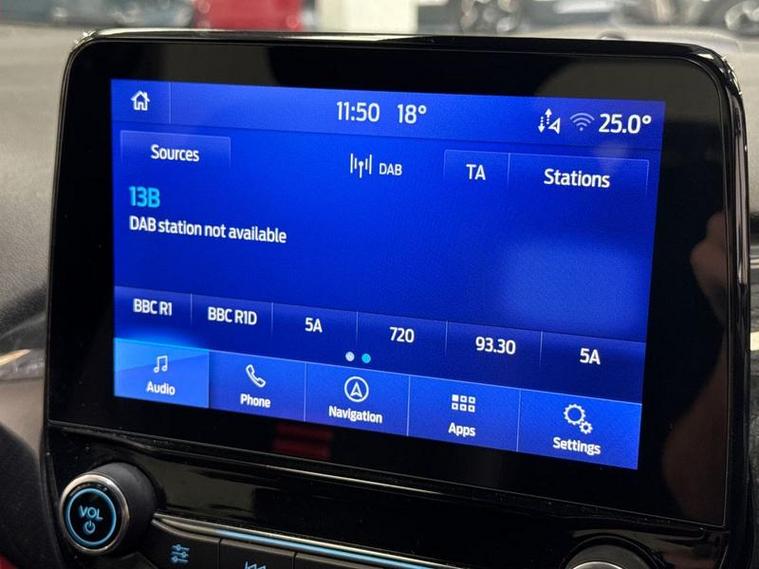 11:50 18° 25.0°
Sources DAB TA Stations
13B
DAB station not available
BBC R1 BBC R1D 5A 720 93.30 5A
Audio Phone Navigation Apps Settings
VOL